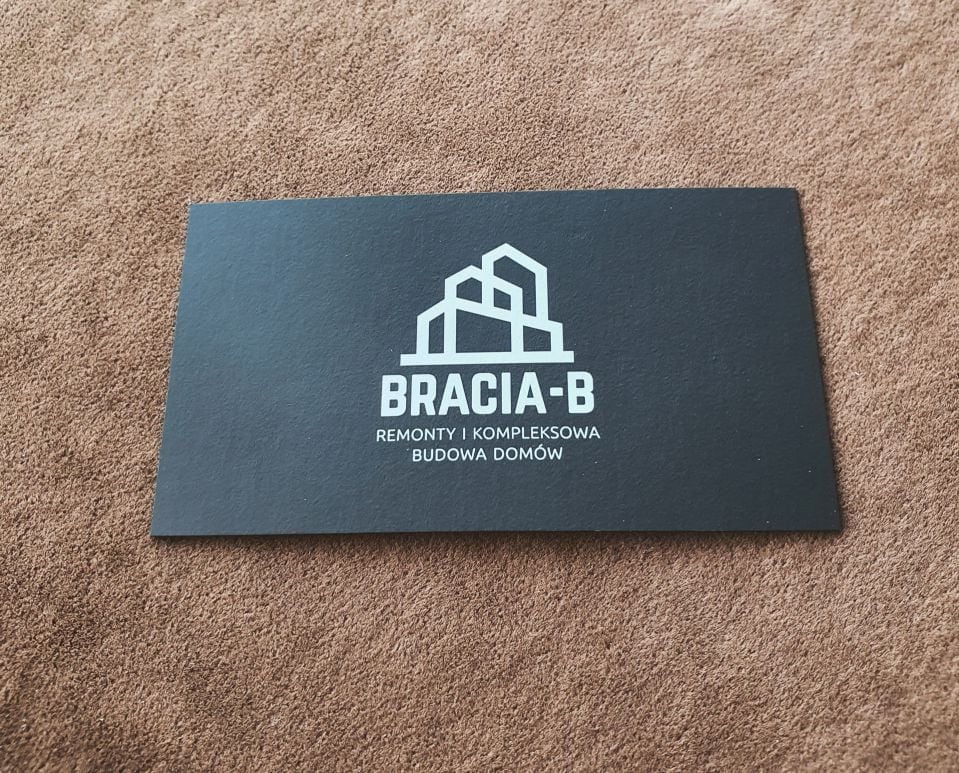 BRACIA-B
REMONTY I KOMPLEKSOWA
BUDOWA DOMÓW